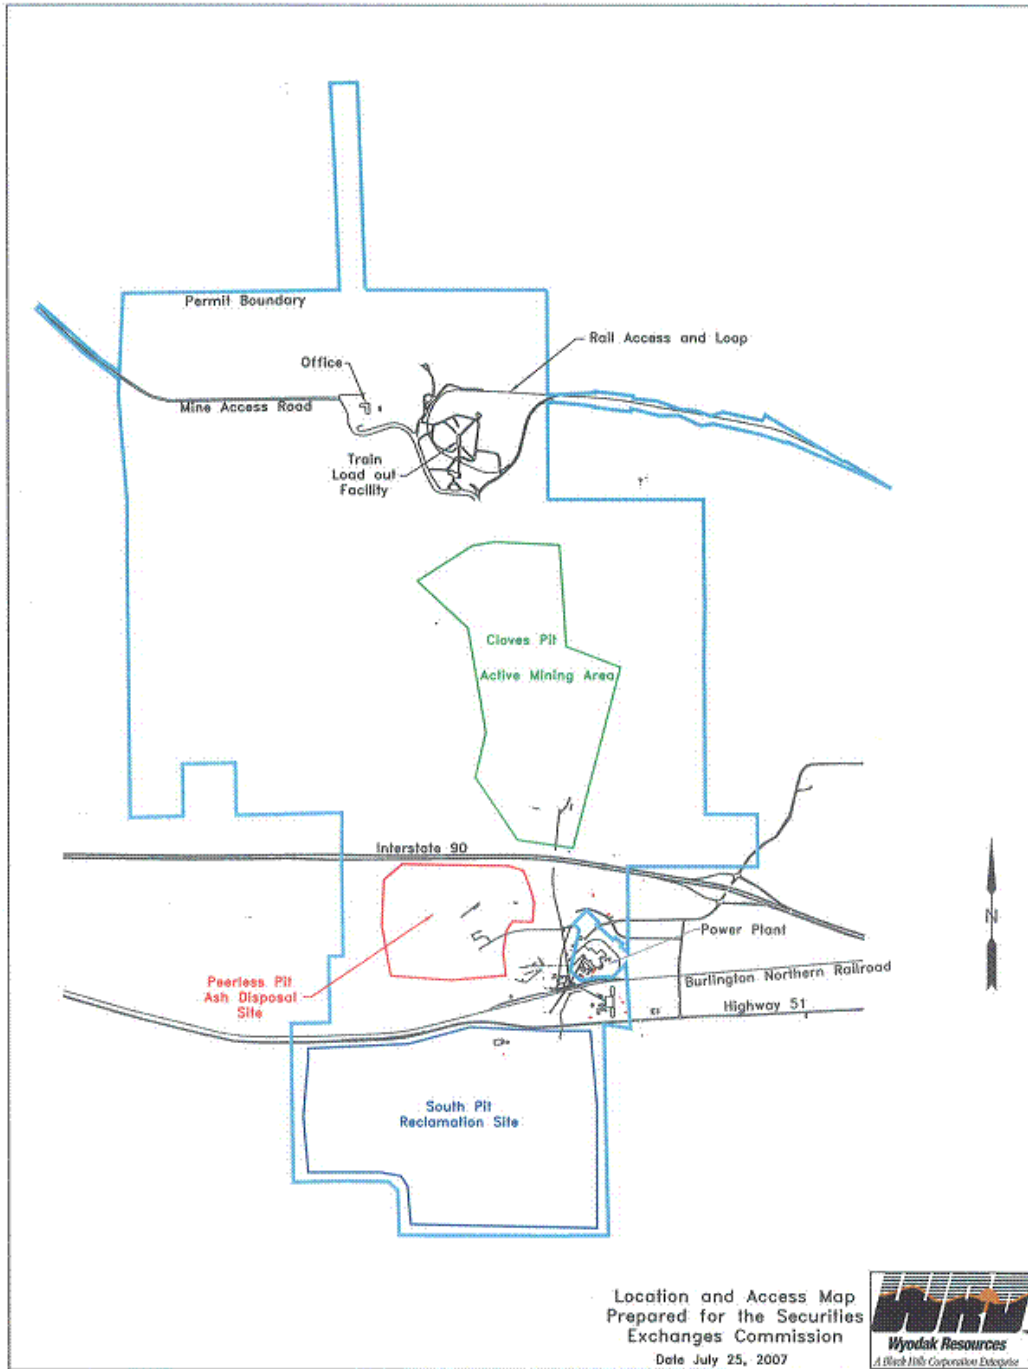 Permit Boundary
Rail Access and Loop
Office
Mine Access Road
Train
Load out
Facility
Cloves Pit
Active Mining Area
Interstate 90
N
Power Plant
Peerless Pit
Ash Disposal
Site
Burlington Northern Railroad
Highway 51
South Pit
Reclamation Site
Location and Access Map
Prepared for the Securities
Exchanges Commission
Date July 25, 2007
WRD
Wyodak Resources
A Black Hills Corporation Enterprise